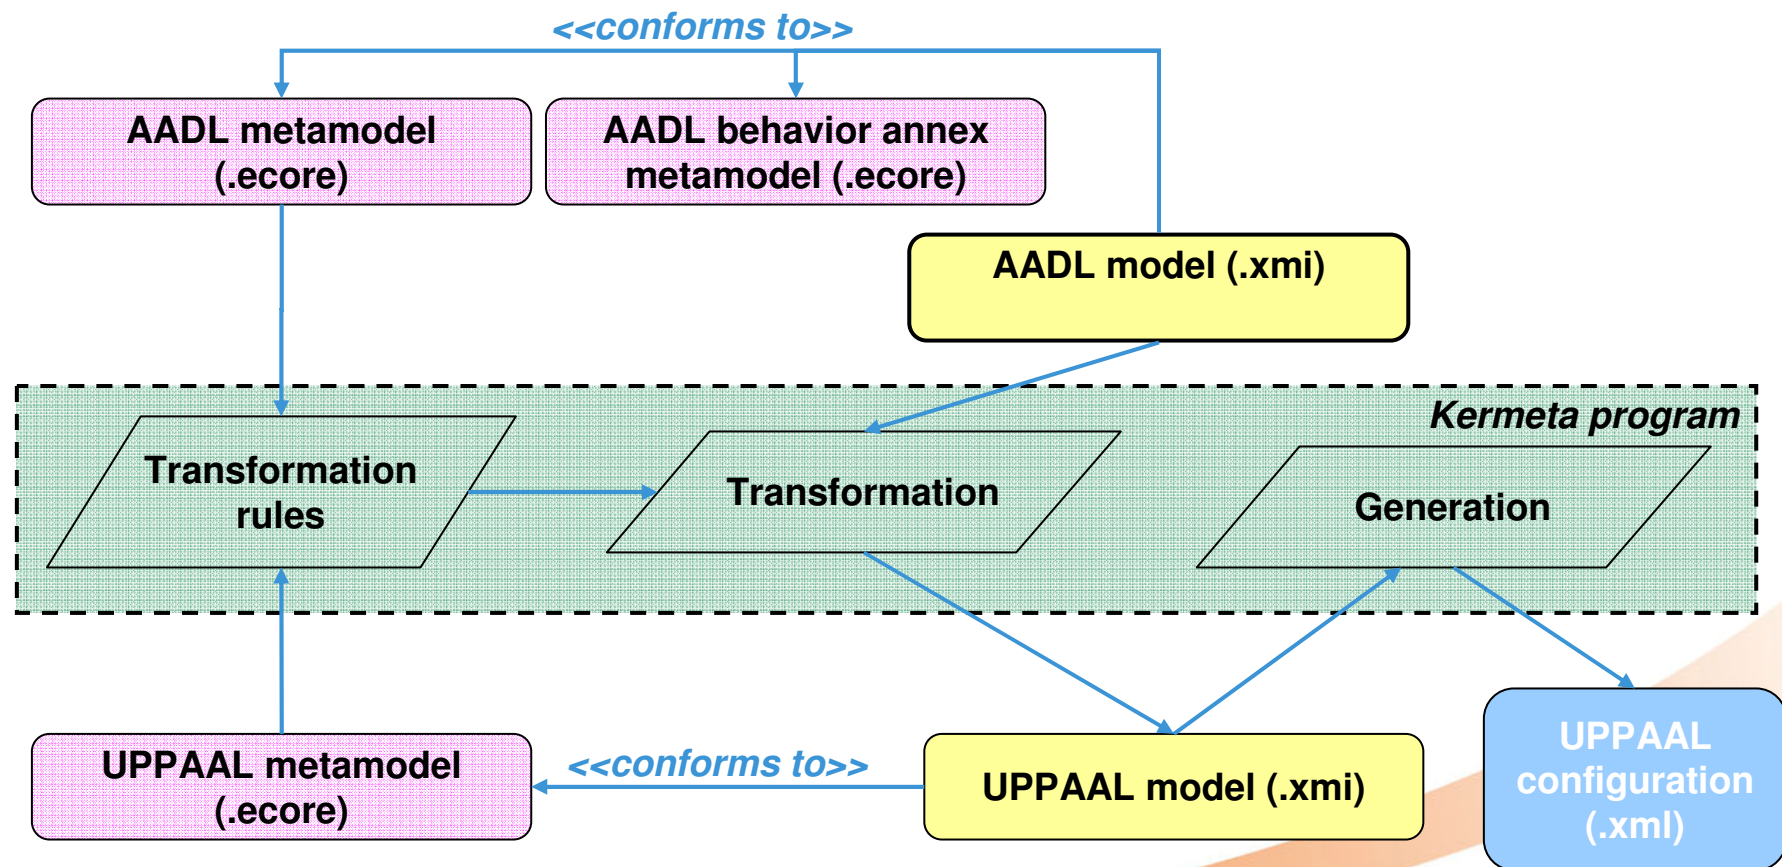 <<conforms to>>
AADL metamodel
(.ecore)
AADL behavior annex
metamodel (.ecore)
AADL model (.xmi)
Kermeta program
Transformation
rules
Transformation
Generation
UPPAAL metamodel
(.ecore)
<<conforms to>>
UPPAAL model (.xmi)
UPPAAL
configuration
(.xml)